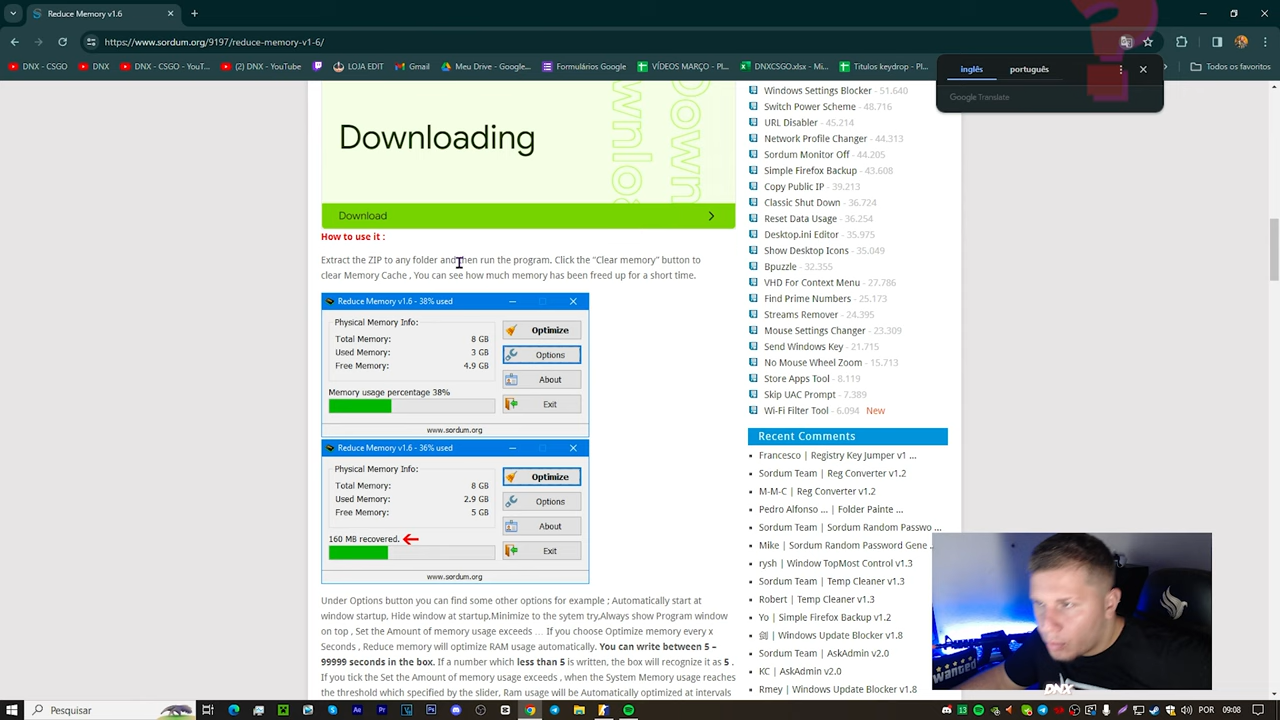 Reduce Memory v1.6
https://www.sordum.org/9197/reduce-memory-v1-6/
DNX - CSGO
DNX
DNX - CSGO - YouT...
(2) DNX - YouTube
LOJA EDIT
Gmail
Meu Drive - Google...
Formulários Google
VÍDEOS MARÇO - Pl...
DNXCSGO.xlsx - Mi...
Titulos keydrop - Pl...
Todos os favoritos
inglês
português
Google Translate
Downloading
Download
How to use it :
Extract the ZIP to any folder and then run the program. Click the “Clear memory” button to
clear Memory Cache , You can see how much memory has been freed up for a short time.
Reduce Memory v1.6 - 38% used
Physical Memory Info:
Total Memory: 8 GB
Used Memory: 3 GB
Free Memory: 4.9 GB
Memory usage percentage 38%
Optimize
Options
About
Exit
www.sordum.org
Reduce Memory v1.6 - 36% used
Physical Memory Info:
Total Memory: 8 GB
Used Memory: 2.9 GB
Free Memory: 5 GB
160 MB recovered.
Optimize
Options
About
Exit
www.sordum.org
Under Options button you can find some other options for example ; Automatically start at
window startup, Hide window at startup,Minimize to the sytem try,Always show Program window
on top , Set the Amount of memory usage exceeds … If you choose Optimize memory every x
Seconds , Reduce memory will optimize RAM usage automatically. You can write between 5 –
99999 seconds in the box. If a number which less than 5 is written, the box will recognize it as 5 .
If you tick the Set the Amount of memory usage exceeds , when the System Memory usage reaches
the threshold which specified by the slider, Ram usage will be Automatically optimized at intervals
Windows Settings Blocker - 51.640
Switch Power Scheme - 48,716
URL Disabler - 45.214
Network Profile Changer - 44.313
Sordum Monitor Off - 44.205
Simple Firefox Backup - 43.608
Copy Public IP - 39,213
Classic Shut Down - 36.724
Reset Data Usage - 36.254
Desktop.ini Editor - 35.975
Show Desktop Icons - 35,049
Bpuzzle - 32.355
VHD For Context Menu - 27.786
Find Prime Numbers - 25.173
Streams Remover - 24.395
Mouse Settings Changer - 23,309
Send Windows Key - 21.715
No Mouse Wheel Zoom - 15,713
Store Apps Tool - 8.119
Skip UAC Prompt - 7.389
Wi-Fi Filter Tool - 6.094 New
Recent Comments
Francesco | Registry Key Jumper v1 ...
Sordum Team | Reg Converter v1.2
M-M-C | Reg Converter v1.2
Pedro Alfonso ... | Folder Painte ...
Sordum Team | Sordum Random Passwo ...
Mike | Sordum Random Password Gene ..
rysh | Window TopMost Control v1.3
Sordum Team | Temp Cleaner v1.3
Robert | Temp Cleaner v1.3
Yo | Simple Firefox Backup v1.2
剑 | Windows Update Blocker v1.8
Sordum Team | AskAdmin v2.0
KC | AskAdmin v2.0
Rmey | Windows Update Blocker v1.8
WANTED
DNX
Pesquisar
POR
09:08